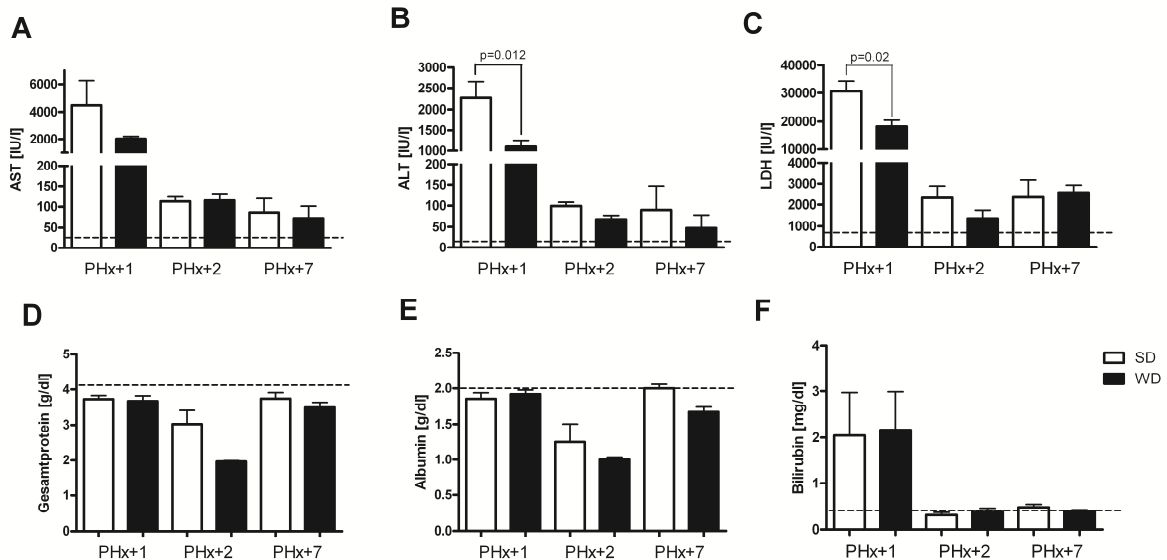 A
AST [IU/l]
6000
4000
2000
200
150
100
50
0
PHx+1 PHx+2 PHx+7
B
p=0.012
ALT [IU/l]
3000
2500
2000
1500
1000
200
150
100
50
0
PHx+1 PHx+2 PHx+7
C
p=0.02
LDH [IU/l]
40000
30000
20000
10000
4000
3000
2000
1000
0
PHx+1 PHx+2 PHx+7
D
Gesamtprotein [g/dl]
5
4
3
2
1
0
PHx+1 PHx+2 PHx+7
E
Albumin [g/dl]
2.5
2.0
1.5
1.0
0.5
0.0
PHx+1 PHx+2 PHx+7
F
Bilirubin [mg/dl]
4
3
2
1
0
PHx+1 PHx+2 PHx+7
SD
WD